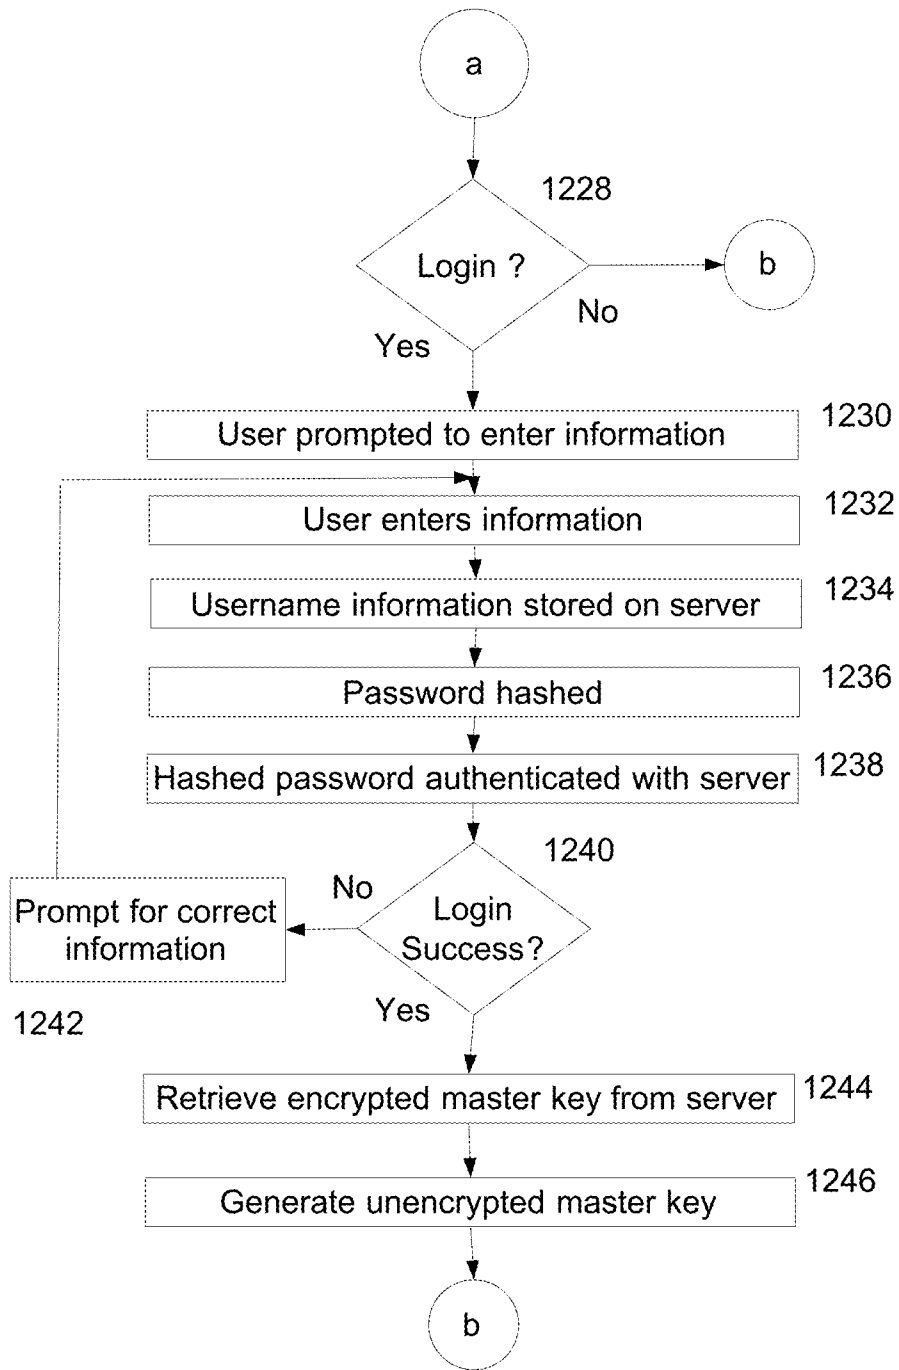 a
1228
Login ?
b
No
Yes
1230
User prompted to enter information
1232
User enters information
1234
Username information stored on server
1236
Password hashed
1238
Hashed password authenticated with server
1240
No
Login
Success?
Prompt for correct
information
Yes
1242
1244
Retrieve encrypted master key from server
1246
Generate unencrypted master key
b